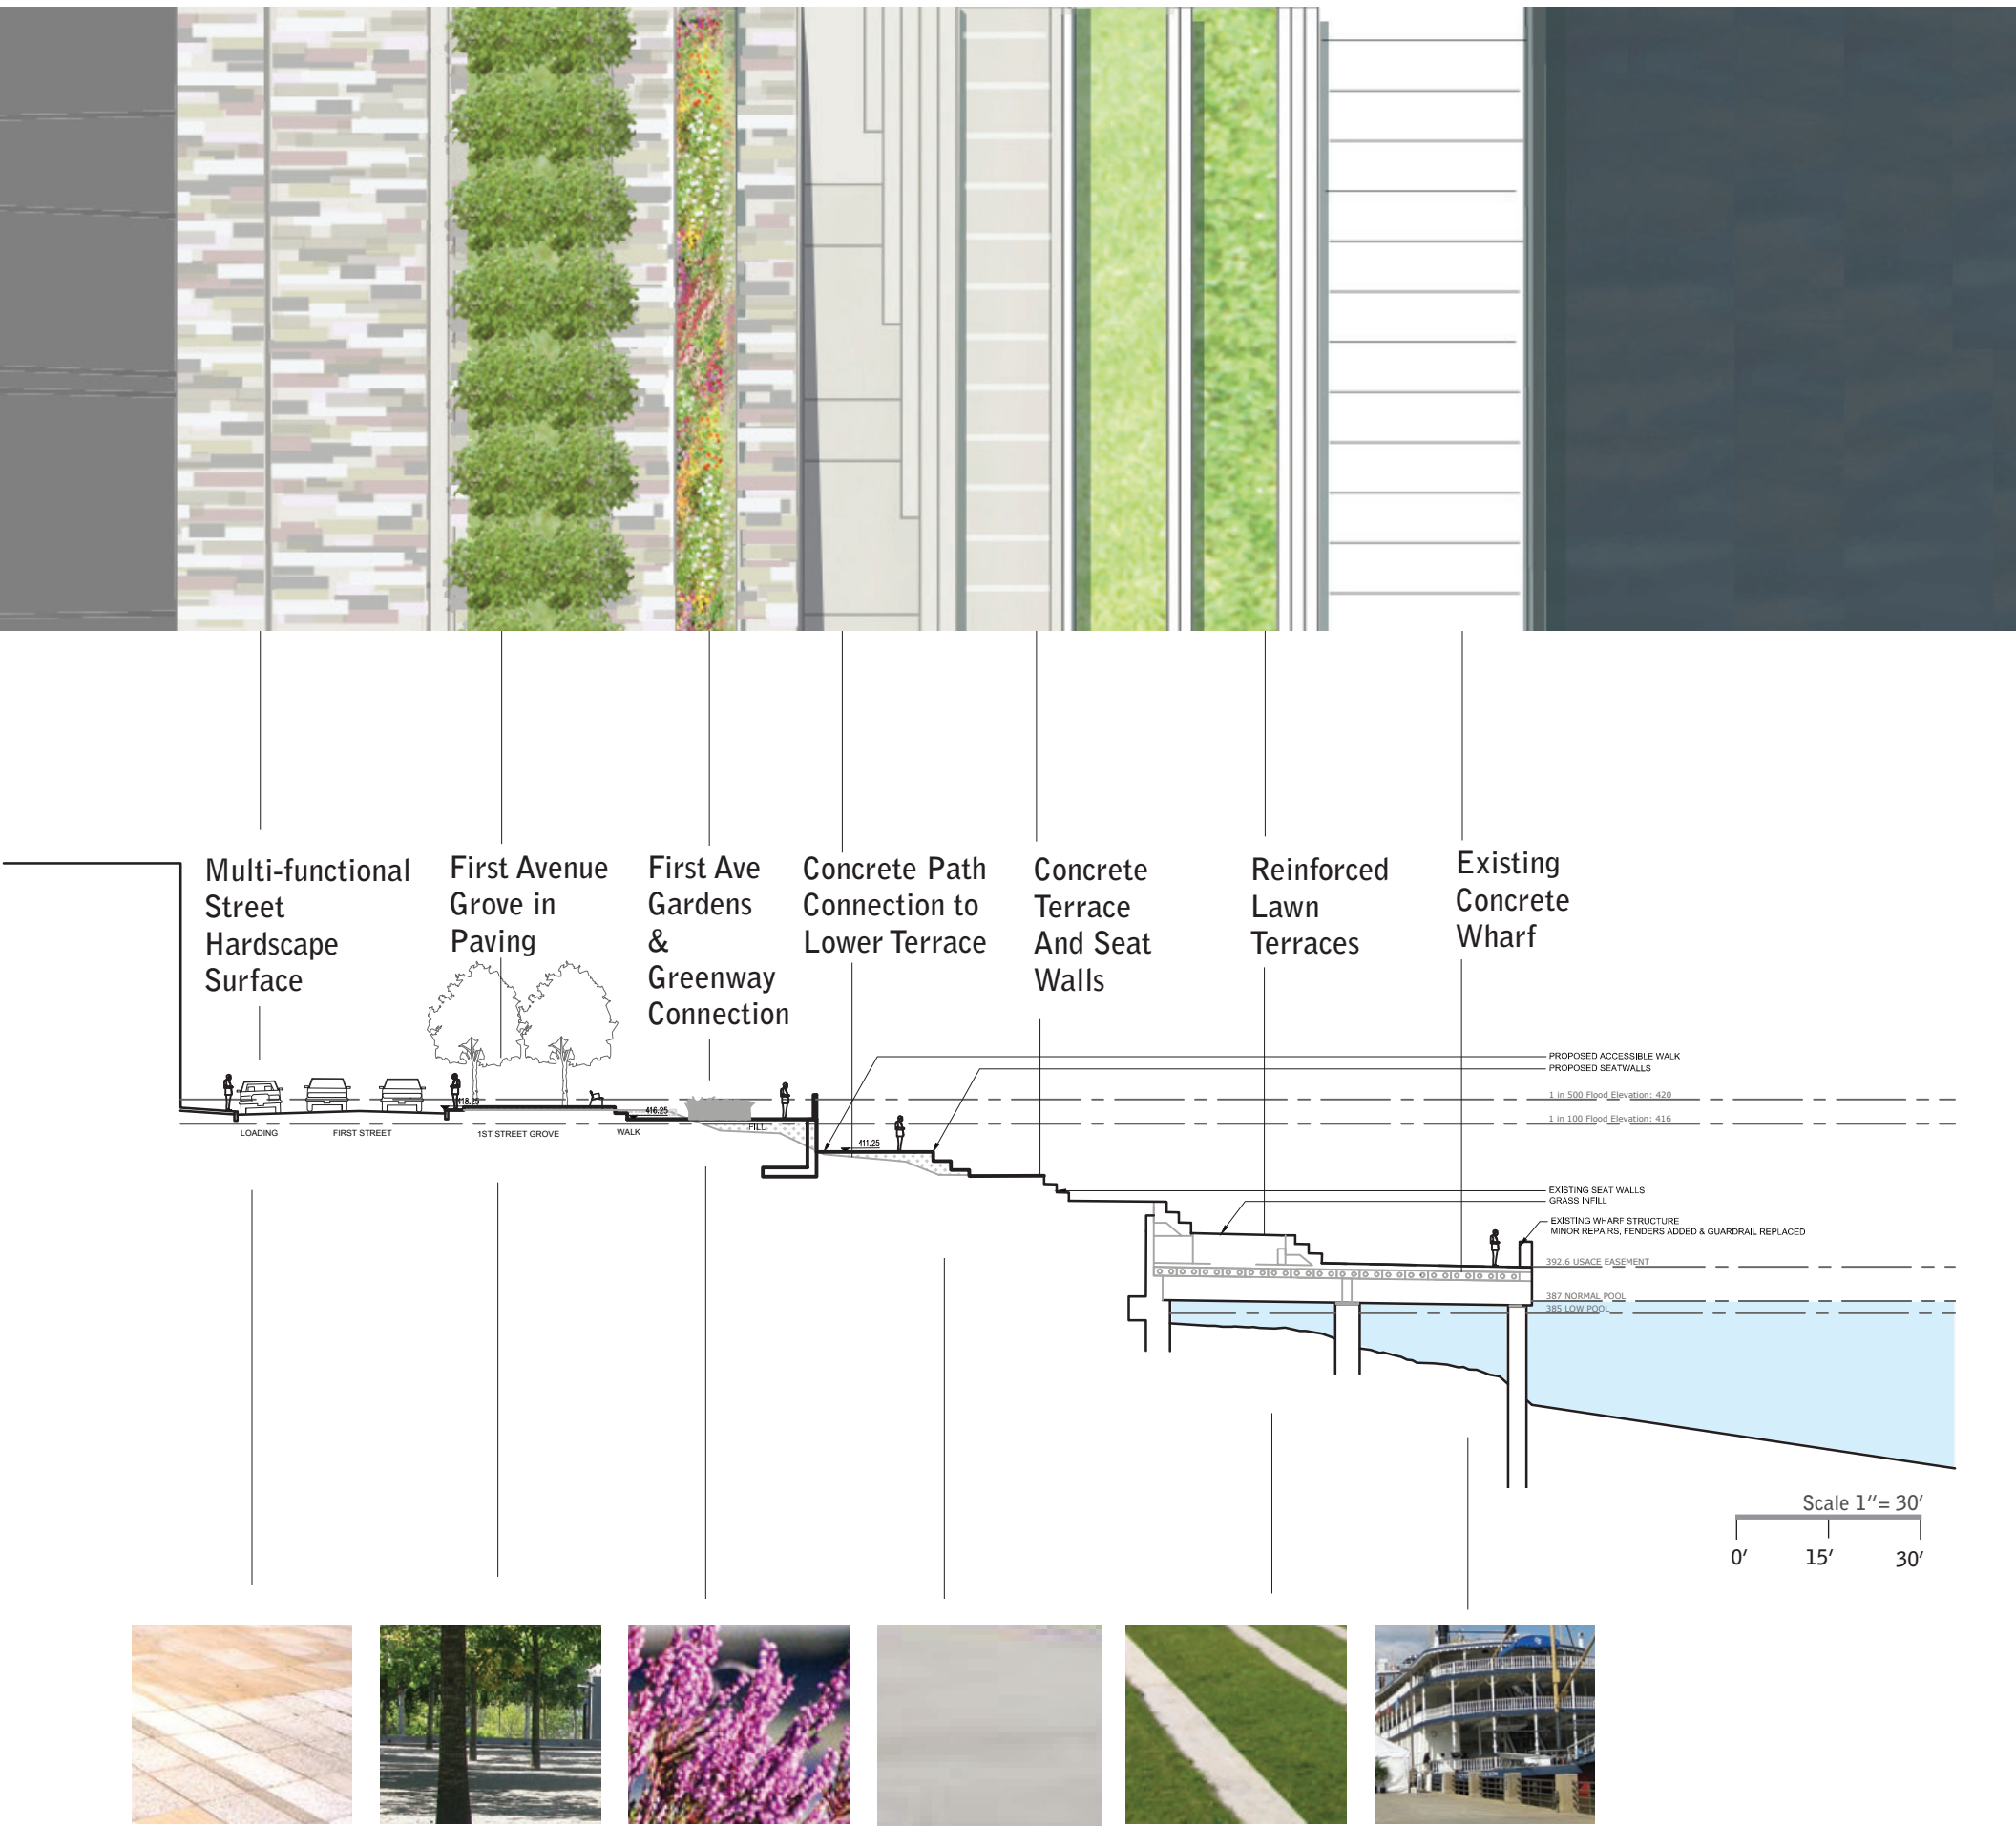 Multi-functional
Street
Hardscape
Surface
First Avenue
Grove in
Paving
First Ave
Gardens
&
Greenway
Connection
Concrete Path
Connection to
Lower Terrace
Concrete
Terrace
And Seat
Walls
Reinforced
Lawn
Terraces
Existing
Concrete
Wharf
PROPOSED ACCESSIBLE WALK
PROPOSED SEATWALLS
1 in 500 Flood Elevation: 420
1 in 100 Flood Elevation: 416
418.25
416.25
FILL
LOADING
FIRST STREET
1ST STREET GROVE
WALK
411.25
EXISTING SEAT WALLS
GRASS INFILL
EXISTING WHARF STRUCTURE
MINOR REPAIRS, FENDERS ADDED & GUARDRAIL REPLACED
392.6 USACE EASEMENT
387 NORMAL POOL
385 LOW POOL
Scale 1"= 30'
0'
15'
30'